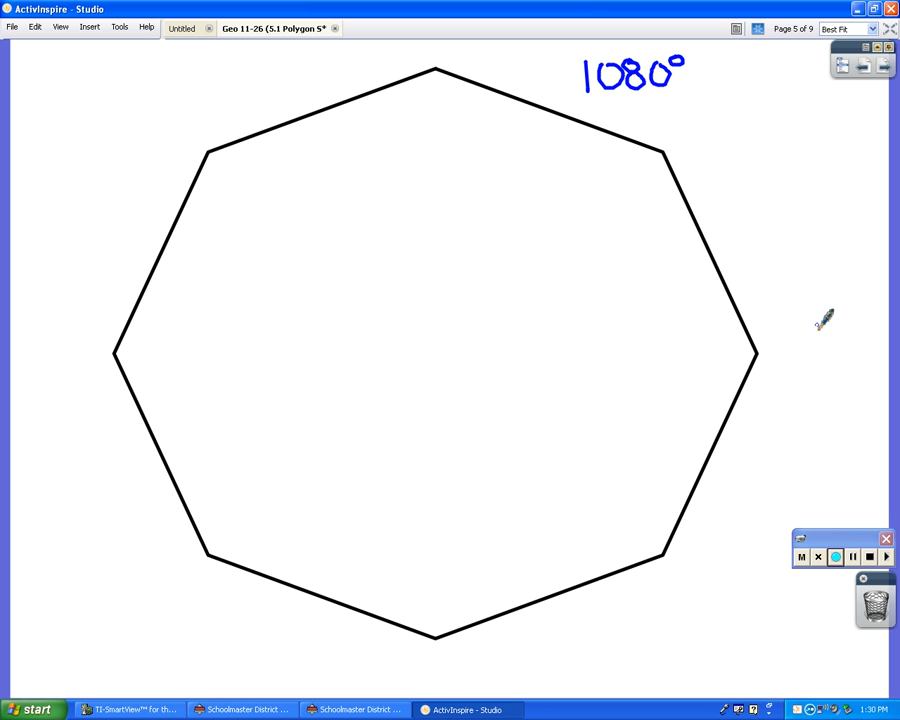 ActivInspire - Studio
File Edit View Insert Tools Help Untitled Geo 11-26 (5.1 Polygon S* Page 5 of 9 Best Fit
1080°
M
start TI-SmartView™ for th... Schoolmaster District ... Schoolmaster District ... ActivInspire - Studio 1:30 PM